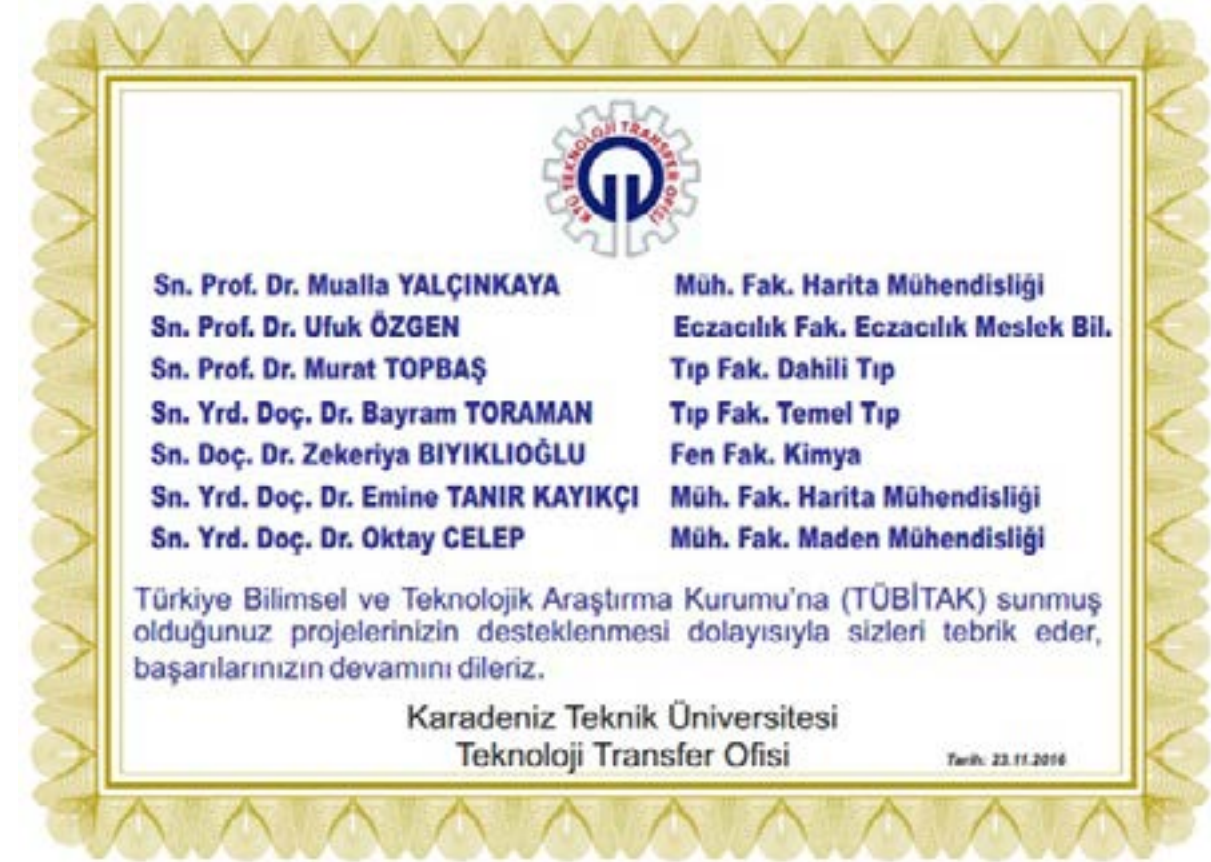 KTÜ TEKNOLOJİ TRANSFER OFİSİ
Sn. Prof. Dr. Mualla YALÇINKAYA Müh. Fak. Harita Mühendisliği
Sn. Prof. Dr. Ufuk ÖZGEN Eczacılık Fak. Eczacılık Meslek Bil.
Sn. Prof. Dr. Murat TOPBAŞ Tıp Fak. Dahili Tıp
Sn. Yrd. Doç. Dr. Bayram TORAMAN Tıp Fak. Temel Tıp
Sn. Doç. Dr. Zekeriya BIYIKLIOĞLU Fen Fak. Kimya
Sn. Yrd. Doç. Dr. Emine TANIR KAYIKÇI Müh. Fak. Harita Mühendisliği
Sn. Yrd. Doç. Dr. Oktay CELEP Müh. Fak. Maden Mühendisliği
Türkiye Bilimsel ve Teknolojik Araştırma Kurumu'na (TÜBİTAK) sunmuş
olduğunuz projelerinizin desteklenmesi dolayısıyla sizleri tebrik eder,
başarılarınızın devamını dileriz.
Karadeniz Teknik Üniversitesi
Teknoloji Transfer Ofisi
Tarih: 23.11.2016